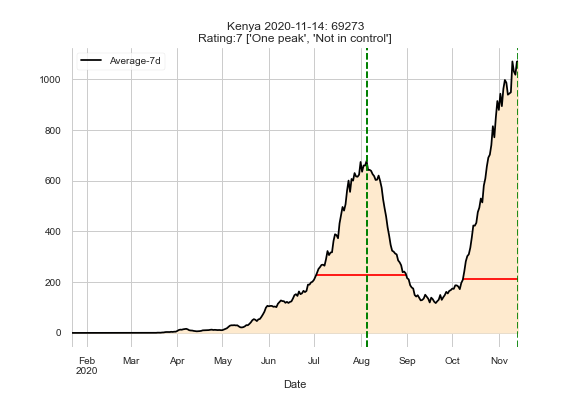 Kenya 2020-11-14: 69273
Rating:7 ['One peak', 'Not in control']
Average-7d
1000
800
600
400
200
0
Feb Mar Apr May Jun Jul Aug Sep Oct Nov
2020
Date